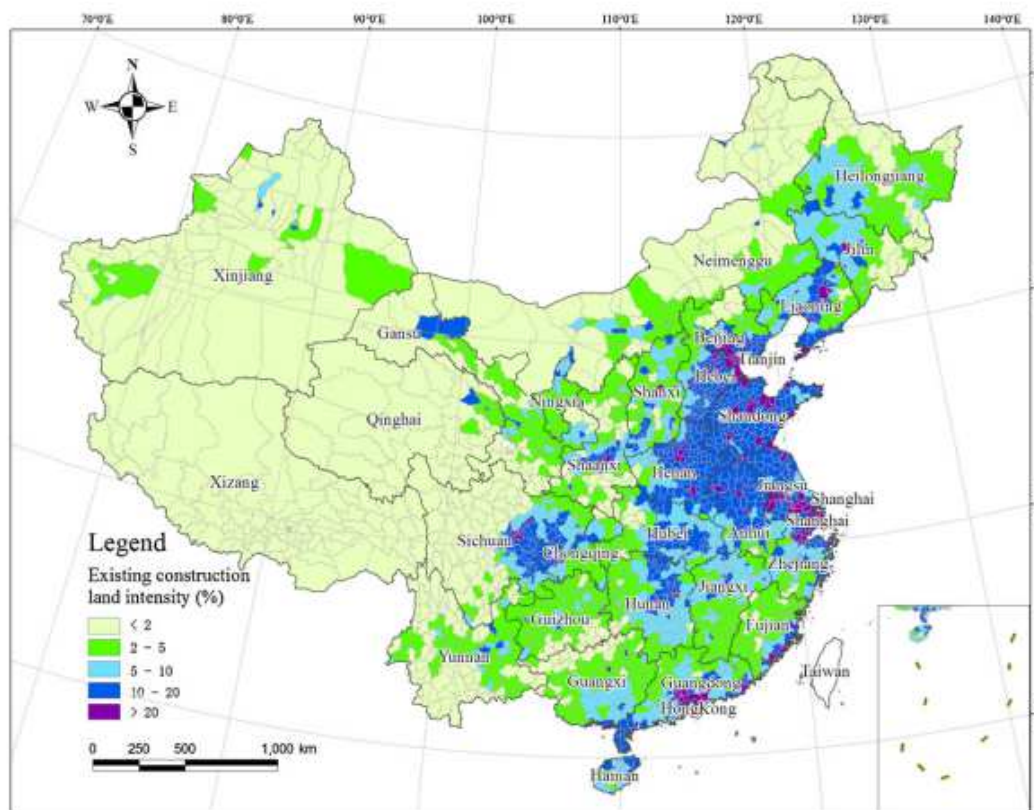 70°0'E 80°0'E 90°0'E 100°0'E 110°0'E 120°0'E 130°0'E 140°0'E
N
W E
S
Heilongjiang
Jilin
Neimenggu
Xinjiang
Liaoning
Gansu
Beijing
Tianjin
Hebei
Ningxia
Shanxi
Qinghai
Shandong
Shaanxi
Henan
Xizang
Jiangsu
Shanghai
Shanghai
Sichuan
Hubei
Anhui
Chongqing
Zhejiang
Jiangxi
Hunan
Guizhou
Fujian
Yunnan
Taiwan
Guangxi
Guangdong
HongKong
Hainan
Legend
Existing construction
land intensity (%)
< 2
2 - 5
5 - 10
10 - 20
> 20
0 250 500 1,000 km